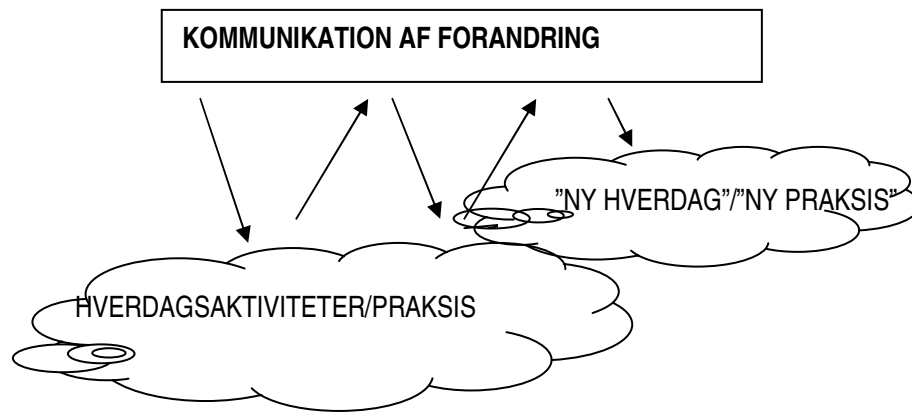 KOMMUNIKATION AF FORANDRING
”NY HVERDAG”/”NY PRAKSIS”
HVERDAGSAKTIVITETER/PRAKSIS